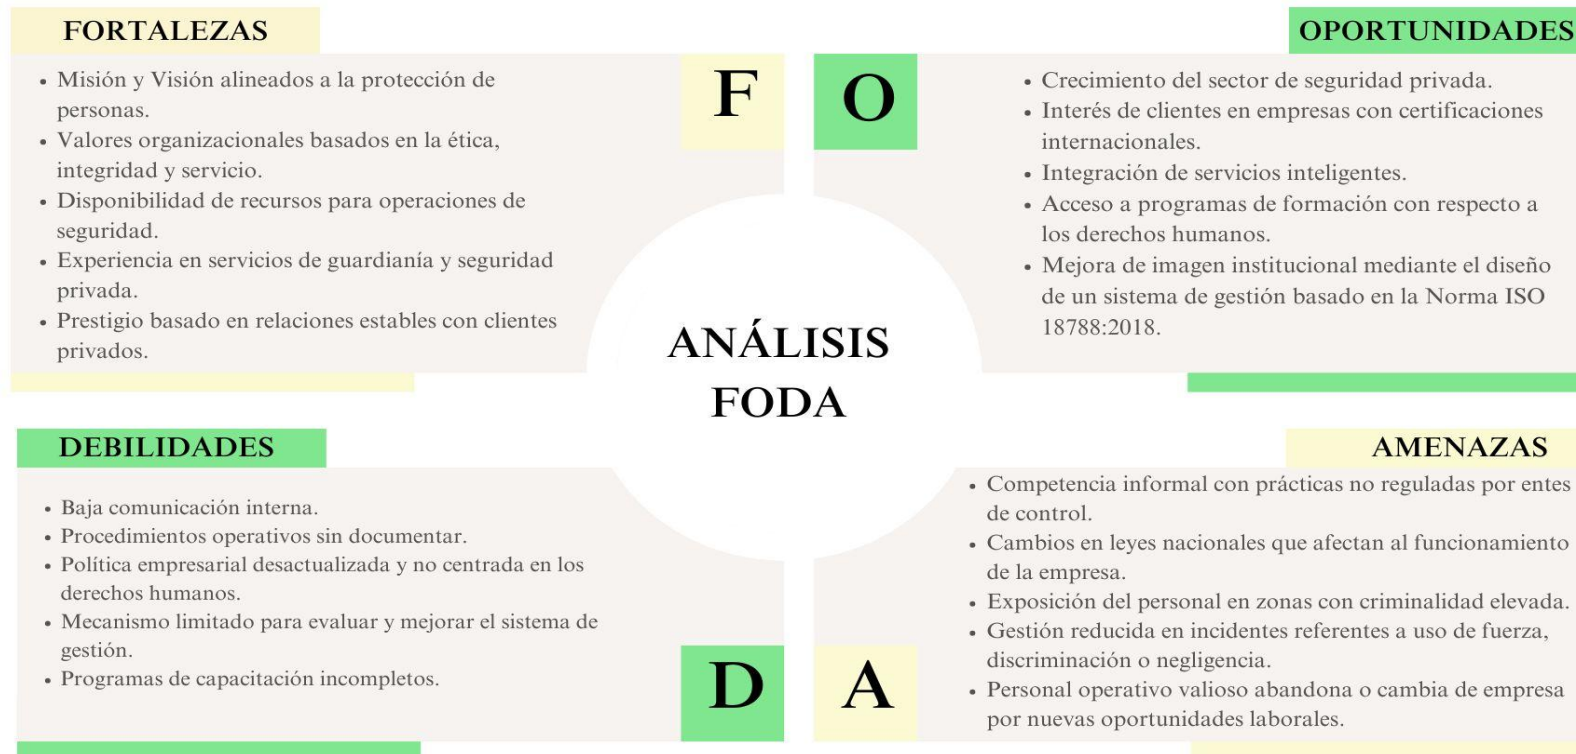 FORTALEZAS
• Misión y Visión alineados a la protección de
personas.
• Valores organizacionales basados en la ética,
integridad y servicio.
• Disponibilidad de recursos para operaciones de
seguridad.
• Experiencia en servicios de guardianía y seguridad
privada.
• Prestigio basado en relaciones estables con clientes
privados.
F
O
OPORTUNIDADES
• Crecimiento del sector de seguridad privada.
• Interés de clientes en empresas con certificaciones
internacionales.
• Integración de servicios inteligentes.
• Acceso a programas de formación con respecto a
los derechos humanos.
• Mejora de imagen institucional mediante el diseño
de un sistema de gestión basado en la Norma ISO
18788:2018.
ANÁLISIS
FODA
DEBILIDADES
• Baja comunicación interna.
• Procedimientos operativos sin documentar.
• Política empresarial desactualizada y no centrada en los
derechos humanos.
• Mecanismo limitado para evaluar y mejorar el sistema de
gestión.
• Programas de capacitación incompletos.
D
A
AMENAZAS
• Competencia informal con prácticas no reguladas por entes
de control.
• Cambios en leyes nacionales que afectan al funcionamiento
de la empresa.
• Exposición del personal en zonas con criminalidad elevada.
• Gestión reducida en incidentes referentes a uso de fuerza,
discriminación o negligencia.
• Personal operativo valioso abandona o cambia de empresa
por nuevas oportunidades laborales.